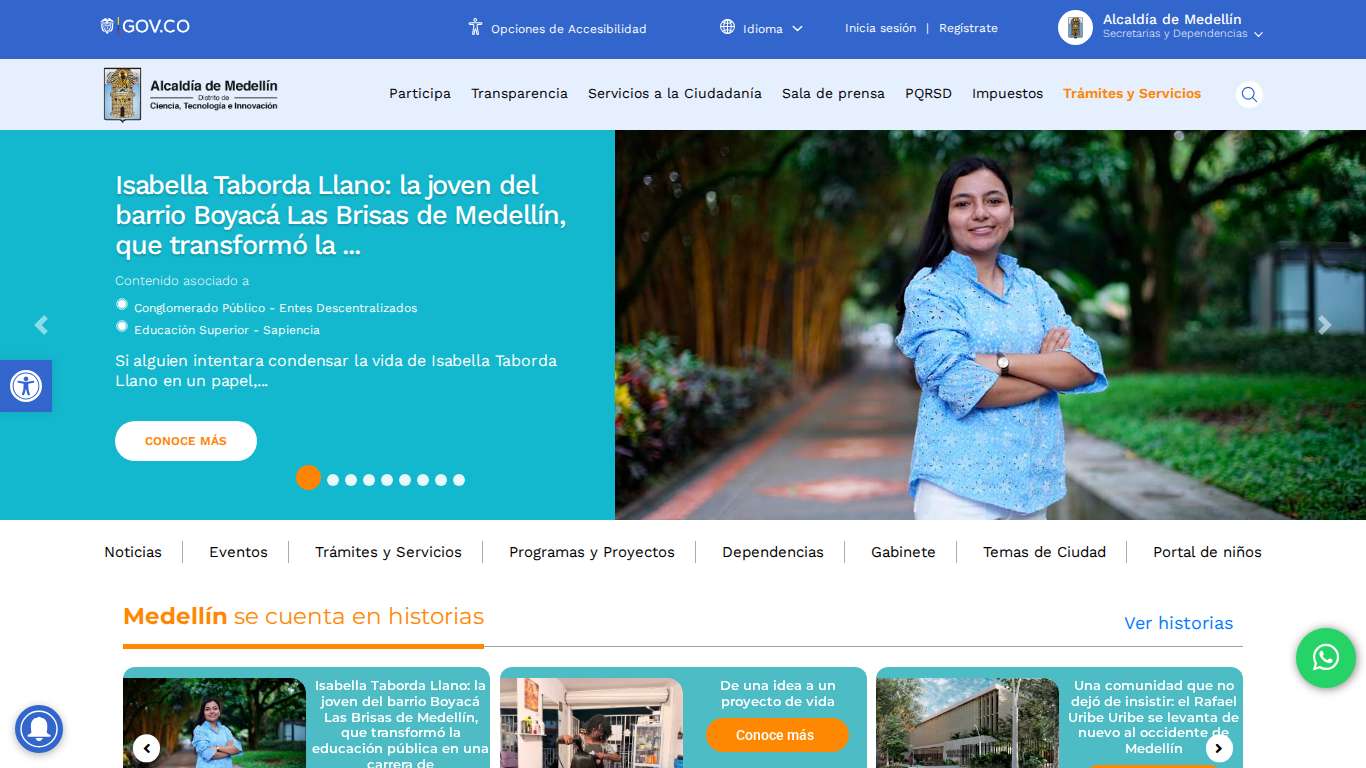 GOV.CO
Opciones de Accesibilidad
Idioma
Inicia sesión | Regístrate
Alcaldía de Medellín
Secretarias y Dependencias
Alcaldía de Medellín
Distrito de
Ciencia, Tecnología e Innovación
Participa
Transparencia
Servicios a la Ciudadanía
Sala de prensa
PQRSD
Impuestos
Trámites y Servicios
Isabella Taborda Llano: la joven del
barrio Boyacá Las Brisas de Medellín,
que transformó la ...
Contenido asociado a
Conglomerado Público - Entes Descentralizados
Educación Superior - Sapiencia
Si alguien intentara condensar la vida de Isabella Taborda
Llano en un papel,...
CONOCE MÁS
Noticias
Eventos
Trámites y Servicios
Programas y Proyectos
Dependencias
Gabinete
Temas de Ciudad
Portal de niños
Medellín se cuenta en historias
Ver historias
Isabella Taborda Llano: la
joven del barrio Boyacá
Las Brisas de Medellín,
que transformó la
educación pública en una
carrera de
De una idea a un
proyecto de vida
Conoce más
Una comunidad que no
dejó de insistir: el Rafael
Uribe Uribe se levanta de
nuevo al occidente de
Medellín